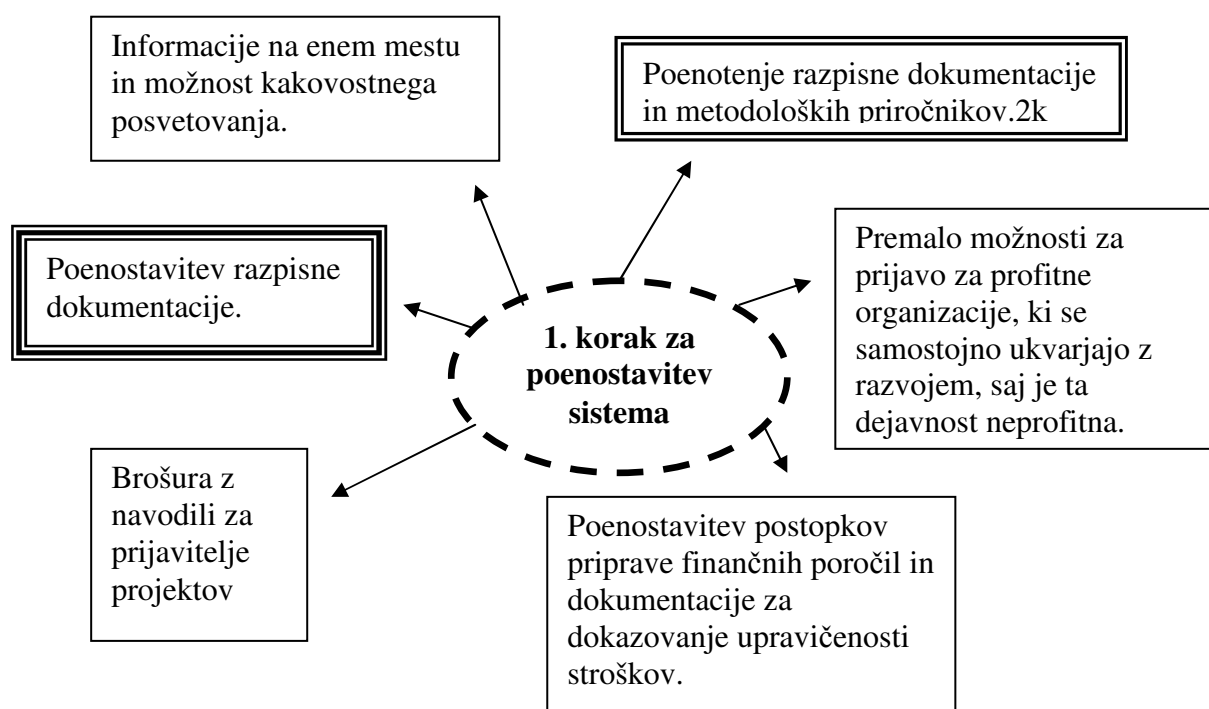 Informacije na enem mestu
in možnost kakovostnega
posvetovanja.
Poenotenje razpisne dokumentacije
in metodoloških priročnikov.2k
Poenostavitev razpisne
dokumentacije.
Premalo možnosti za
prijavo za profitne
organizacije, ki se
samostojno ukvarjajo z
razvojem, saj je ta
dejavnost neprofitna.
1. korak za
poenostavitev
sistema
Brošura z
navodili za
prijavitelje
projektov
Poenostavitev postopkov
priprave finančnih poročil in
dokumentacije za
dokazovanje upravičenosti
stroškov.